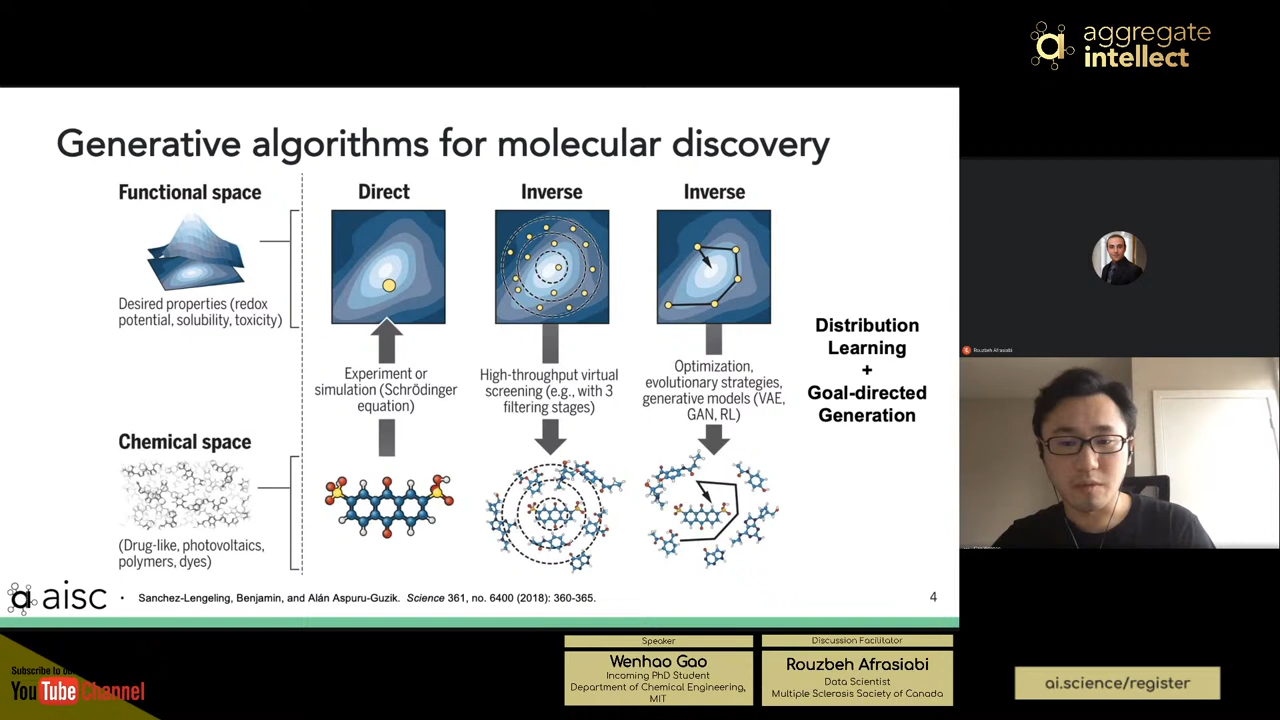 aggregate
intellect
Generative algorithms for molecular discovery
Functional space
Desired properties (redox
potential, solubility, toxicity)
Chemical space
(Drug-like, photovoltaics,
polymers, dyes)
Direct
Experiment or
simulation (Schrödinger
equation)
Inverse
High-throughput virtual
screening (e.g., with 3
filtering stages)
Inverse
Optimization,
evolutionary strategies,
generative models (VAE,
GAN, RL)
Distribution
Learning
+
Goal-directed
Generation
Rouzbeh Afrasiabi
a aisc
• Sanchez-Lengeling, Benjamin, and Alán Aspuru-Guzik. Science 361, no. 6400 (2018): 360-365.
4
Subscribe to
YouTube Channel
Speaker
Wenhao Gao
Incoming PhD Student
Department of Chemical Engineering,
MIT
Discussion Facilitator
Rouzbeh Afrasiabi
Data Scientist
Multiple Sclerosis Society of Canada
ai.science/register